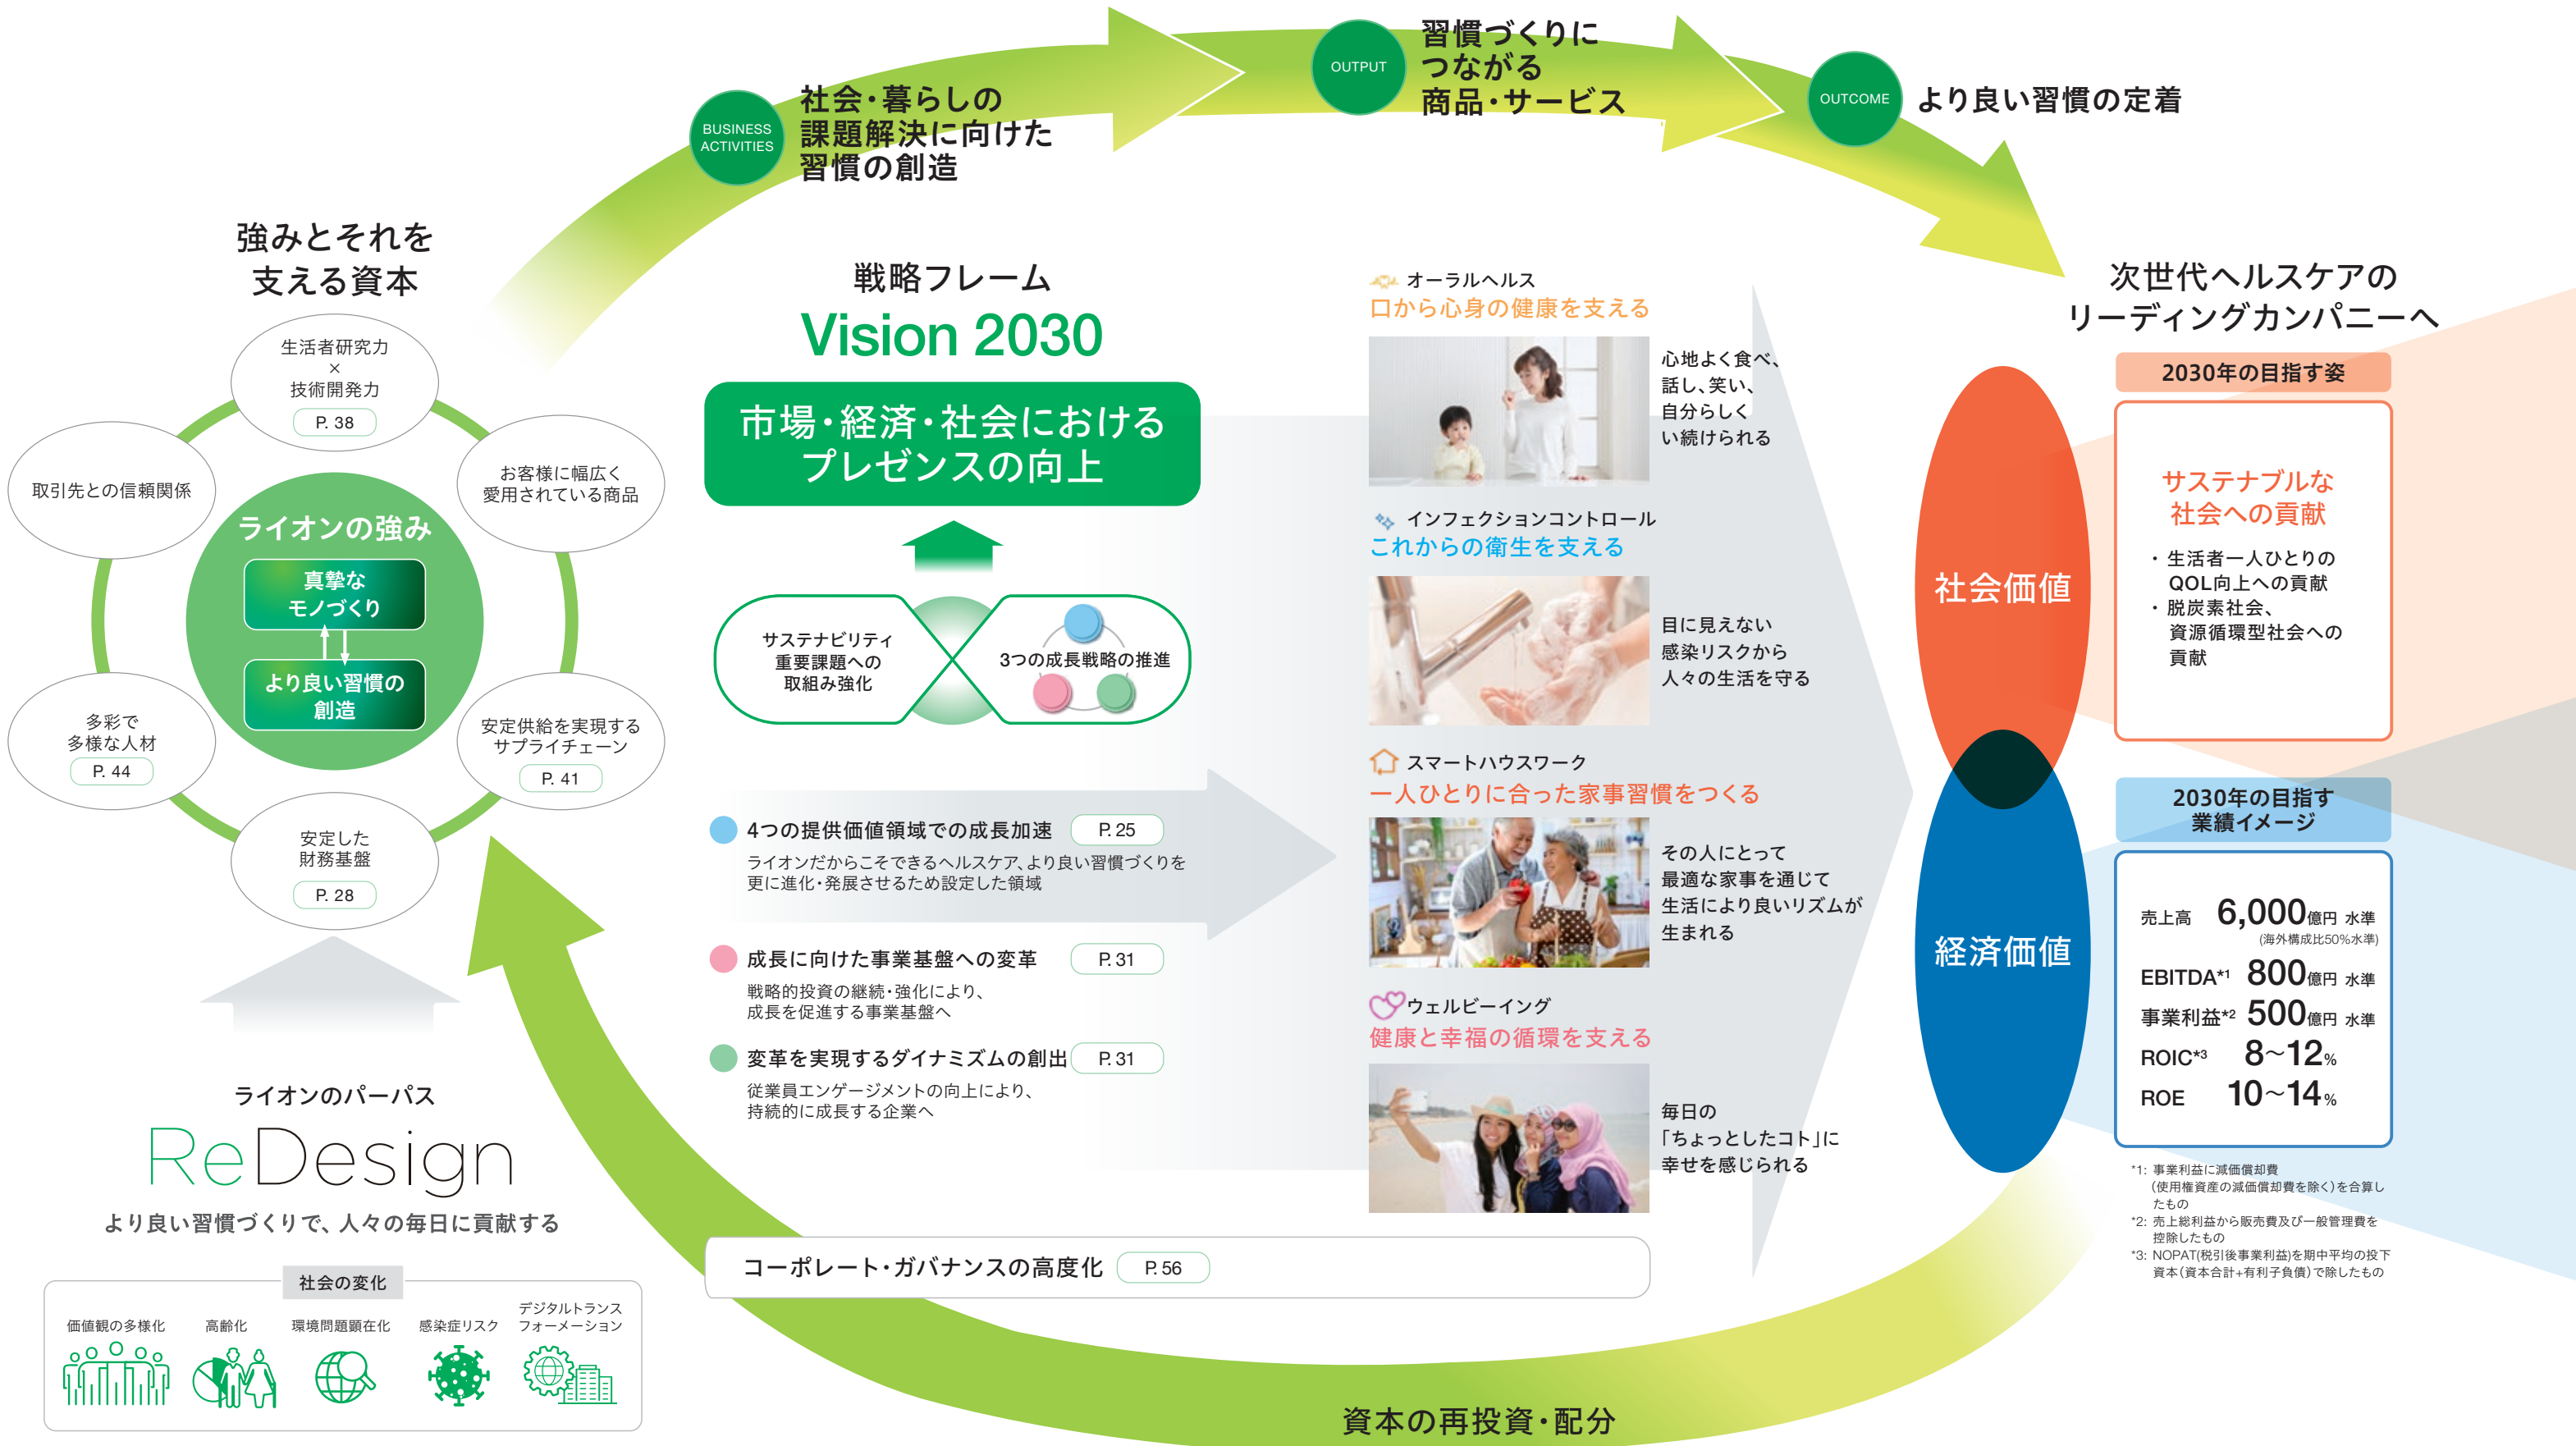 BUSINESS
ACTIVITIES
社会・暮らしの
課題解決に向けた
習慣の創造
OUTPUT
習慣づくりに
つながる
商品・サービス
OUTCOME
より良い習慣の定着
強みとそれを
支える資本
生活者研究力
×
技術開発力
P. 38
取引先との信頼関係
お客様に幅広く
愛用されている商品
ライオンの強み
真摯な
モノづくり
より良い習慣の
創造
多彩で
多様な人材
P. 44
安定供給を実現する
サプライチェーン
P. 41
安定した
財務基盤
P. 28
ライオンのパーパス
ReDesign
より良い習慣づくりで、人々の毎日に貢献する
社会の変化
価値観の多様化
高齢化
環境問題顕在化
感染症リスク
デジタルトランス
フォーメーション
戦略フレーム
Vision 2030
市場・経済・社会における
プレゼンスの向上
サステナビリティ
重要課題への
取組み強化
3つの成長戦略の推進
4つの提供価値領域での成長加速 P. 25
ライオンだからこそできるヘルスケア、より良い習慣づくりを
更に進化・発展させるため設定した領域
成長に向けた事業基盤への変革 P. 31
戦略的投資の継続・強化により、
成長を促進する事業基盤へ
変革を実現するダイナミズムの創出 P. 31
従業員エンゲージメントの向上により、
持続的に成長する企業へ
コーポレート・ガバナンスの高度化 P. 56
オーラルヘルス
口から心身の健康を支える
心地よく食べ、
話し、笑い、
自分らしく
い続けられる
インフェクションコントロール
これからの衛生を支える
目に見えない
感染リスクから
人々の生活を守る
スマートハウスワーク
一人ひとりに合った家事習慣をつくる
その人にとって
最適な家事を通じて
生活により良いリズムが
生まれる
ウェルビーイング
健康と幸福の循環を支える
毎日の
「ちょっとしたコト」に
幸せを感じられる
社会価値
経済価値
次世代ヘルスケアの
リーディングカンパニーへ
2030年の目指す姿
サステナブルな
社会への貢献
・生活者一人ひとりの
QOL向上への貢献
・脱炭素社会、
資源循環型社会への
貢献
2030年の目指す
業績イメージ
売上高 6,000億円 水準
(海外構成比50%水準)
EBITDA*1 800億円 水準
事業利益*2 500億円 水準
ROIC*3 8～12%
ROE 10～14%
*1: 事業利益に減価償却費
（使用権資産の減価償却費を除く）を合算し
たもの
*2: 売上総利益から販売費及び一般管理費を
控除したもの
*3: NOPAT(税引後事業利益)を期中平均の投下
資本（資本合計+有利子負債）で除したもの
資本の再投資・配分